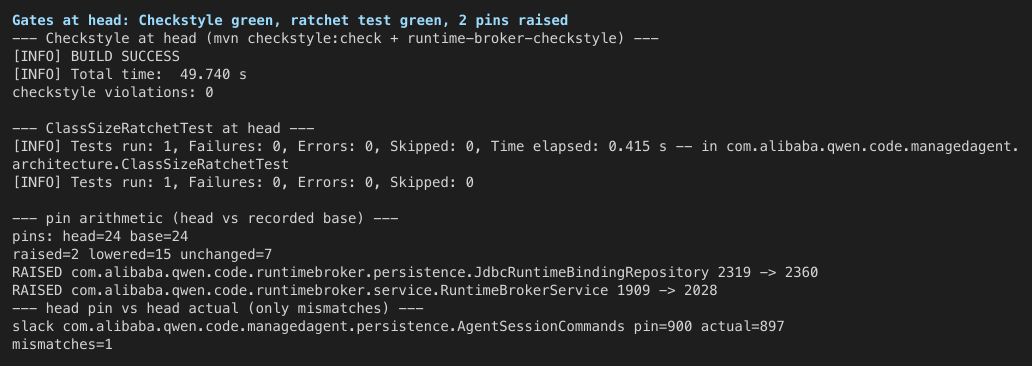 Gates at head: Checkstyle green, ratchet test green, 2 pins raised
--- Checkstyle at head (mvn checkstyle:check + runtime-broker-checkstyle) ---
[INFO] BUILD SUCCESS
[INFO] Total time:  49.740 s
checkstyle violations: 0

--- ClassSizeRatchetTest at head ---
[INFO] Tests run: 1, Failures: 0, Errors: 0, Skipped: 0, Time elapsed: 0.415 s -- in com.alibaba.qwen.code.managedagent.
architecture.ClassSizeRatchetTest
[INFO] Tests run: 1, Failures: 0, Errors: 0, Skipped: 0

--- pin arithmetic (head vs recorded base) ---
pins: head=24 base=24
raised=2 lowered=15 unchanged=7
RAISED com.alibaba.qwen.code.runtimebroker.persistence.JdbcRuntimeBindingRepository 2319 -> 2360
RAISED com.alibaba.qwen.code.runtimebroker.service.RuntimeBrokerService 1909 -> 2028
--- head pin vs head actual (only mismatches) ---
slack com.alibaba.qwen.code.managedagent.persistence.AgentSessionCommands pin=900 actual=897
mismatches=1